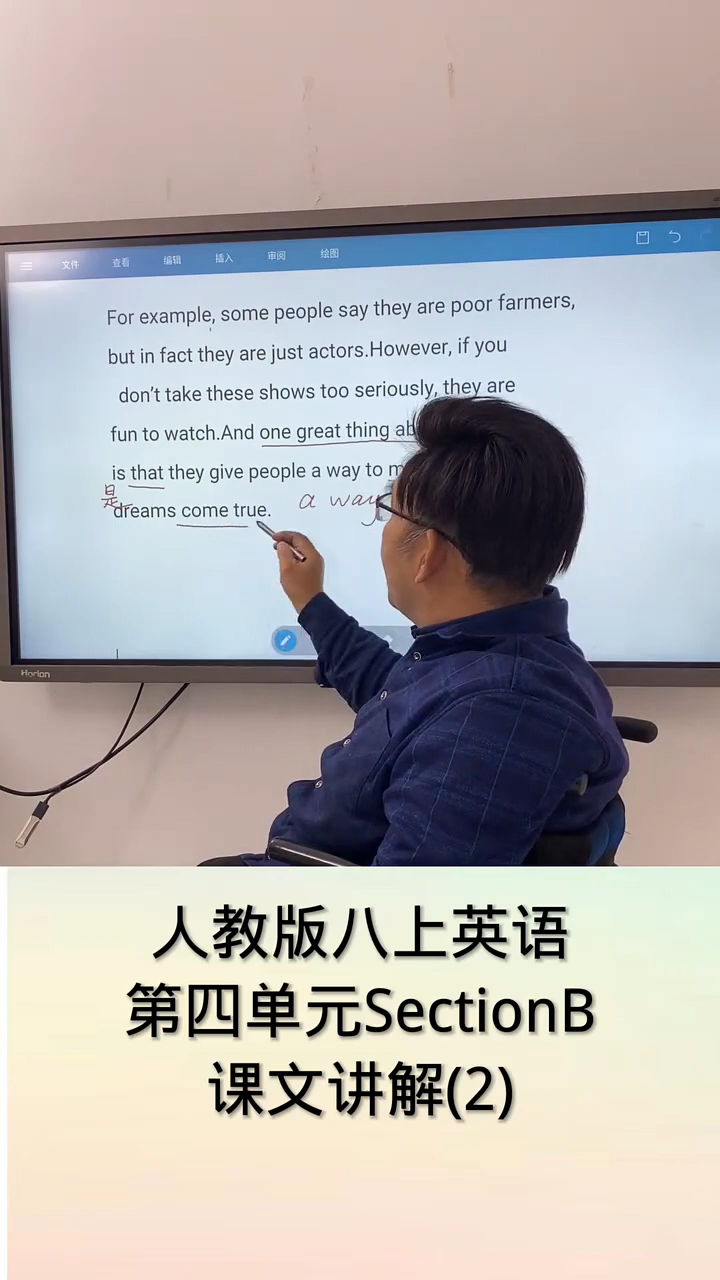 文件 查看 编辑 插入 审阅 绘图
For example, some people say they are poor farmers,
but in fact they are just actors.However, if you
don't take these shows too seriously, they are
fun to watch.And one great thing ab
is that they give people a way to m
是
dreams come true.
a way
Horion
人教版八上英语
第四单元SectionB
课文讲解(2)